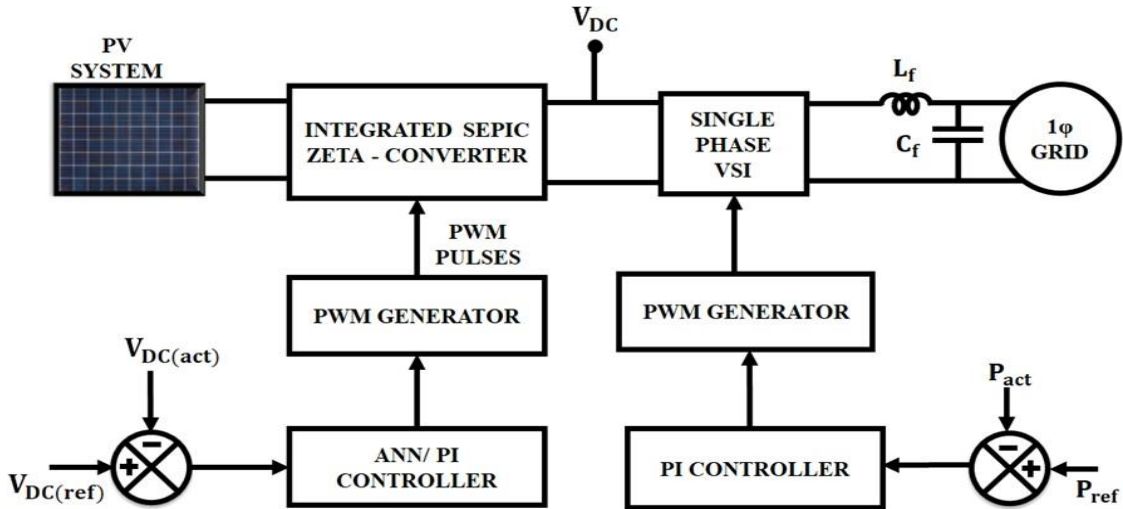 V_DC
PV
SYSTEM
L_f
INTEGRATED SEPIC
ZETA - CONVERTER
SINGLE
PHASE
VSI
C_f
1φ
GRID
PWM
PULSES
PWM GENERATOR
PWM GENERATOR
V_DC(act)
P_act
−
−
+
+
ANN/ PI
CONTROLLER
PI CONTROLLER
V_DC(ref)
P_ref